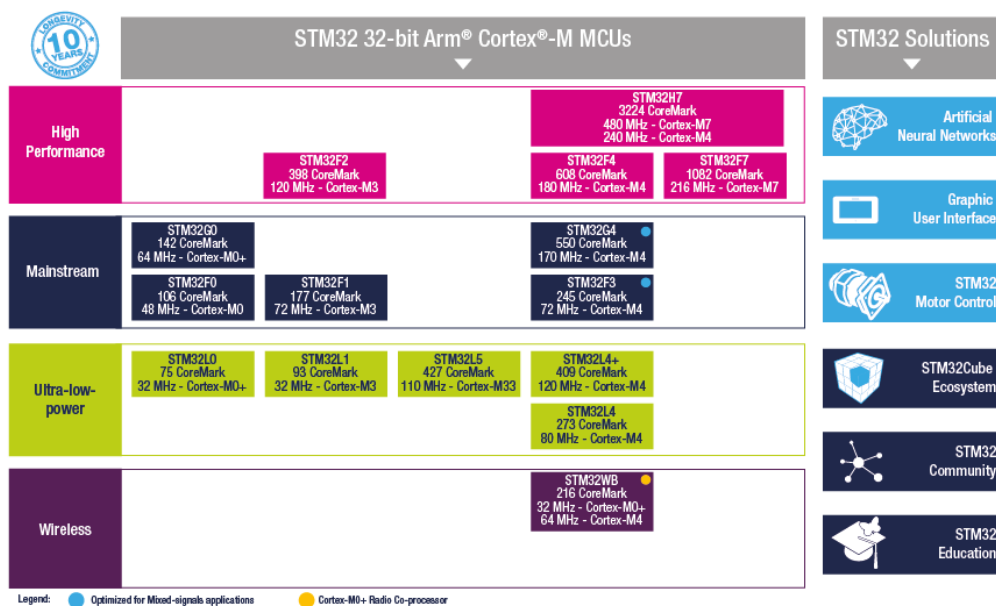 LONGEVITY
10
YEARS
COMMITMENT
STM32 32-bit Arm® Cortex®-M MCUs
STM32 Solutions
High
Performance
STM32H7
3224 CoreMark
480 MHz - Cortex-M7
240 MHz - Cortex-M4
STM32F2
398 CoreMark
120 MHz - Cortex-M3
STM32F4
608 CoreMark
180 MHz - Cortex-M4
STM32F7
1082 CoreMark
216 MHz - Cortex-M7
Mainstream
STM32G0
142 CoreMark
64 MHz - Cortex-M0+
STM32G4
550 CoreMark
170 MHz - Cortex-M4
STM32F0
106 CoreMark
48 MHz - Cortex-M0
STM32F1
177 CoreMark
72 MHz - Cortex-M3
STM32F3
245 CoreMark
72 MHz - Cortex-M4
Ultra-low-
power
STM32L0
75 CoreMark
32 MHz - Cortex-M0+
STM32L1
93 CoreMark
32 MHz - Cortex-M3
STM32L5
427 CoreMark
110 MHz - Cortex-M33
STM32L4+
409 CoreMark
120 MHz - Cortex-M4
STM32L4
273 CoreMark
80 MHz - Cortex-M4
Wireless
STM32WB
216 CoreMark
32 MHz - Cortex-M0+
64 MHz - Cortex-M4
Artificial
Neural Networks
Graphic
User Interface
STM32
Motor Control
STM32Cube
Ecosystem
STM32
Community
STM32
Education
Legend: Optimized for Mixed-signals applications Cortex-M0+ Radio Co-processor